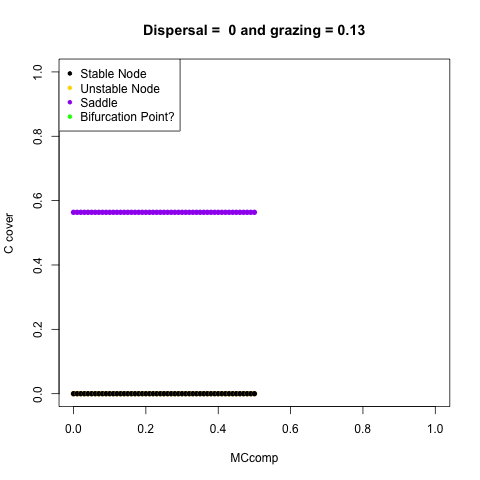 Dispersal =  0 and grazing = 0.13
Stable Node
Unstable Node
Saddle
Bifurcation Point?
1.0
0.8
0.6
0.4
0.2
0.0
C cover
0.0 0.2 0.4 0.6 0.8 1.0
MCcomp